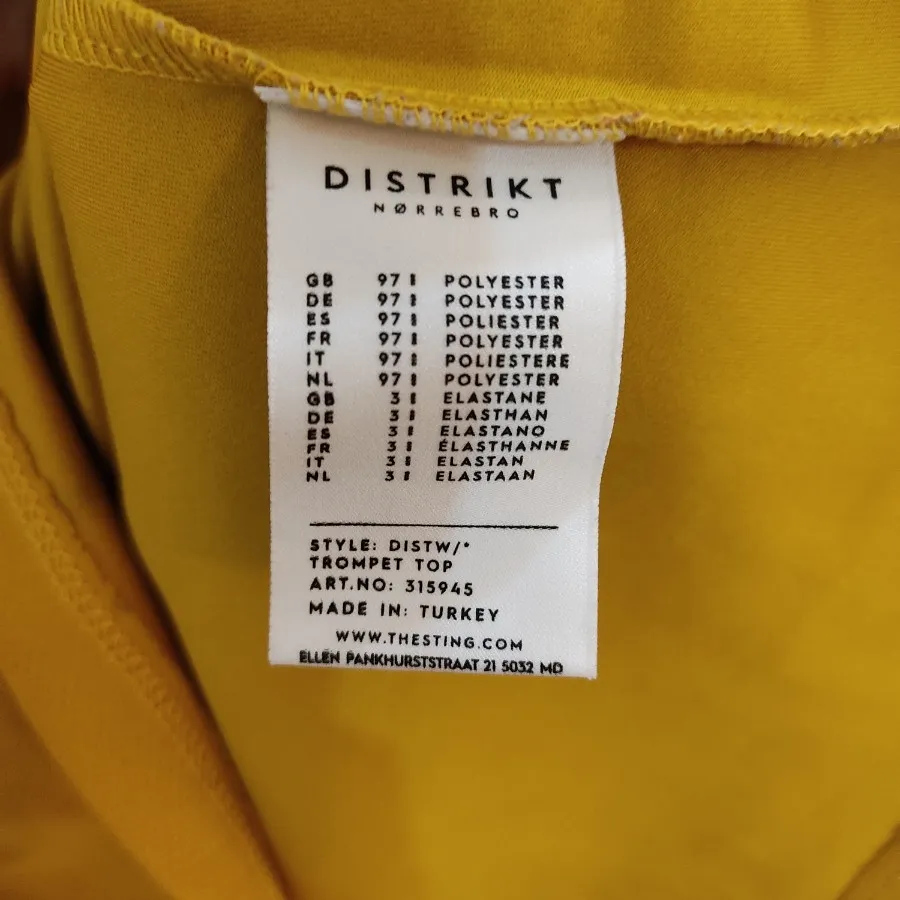 DISTRIKT
NØRREBRO
GB 97% POLYESTER
DE 97% POLYESTER
ES 97% POLIESTER
FR 97% POLYESTER
IT 97% POLIESTERE
NL 97% POLYESTER
GB 3% ELASTANE
DE 3% ELASTHAN
ES 3% ELASTANO
FR 3% ÉLASTHANNE
IT 3% ELASTAN
NL 3% ELASTAAN
STYLE: DISTW/*
TROMPET TOP
ART.NO: 315945
MADE IN: TURKEY
WWW.THESTING.COM
ELLEN PANKHURSTSTRAAT 21 5032 MD